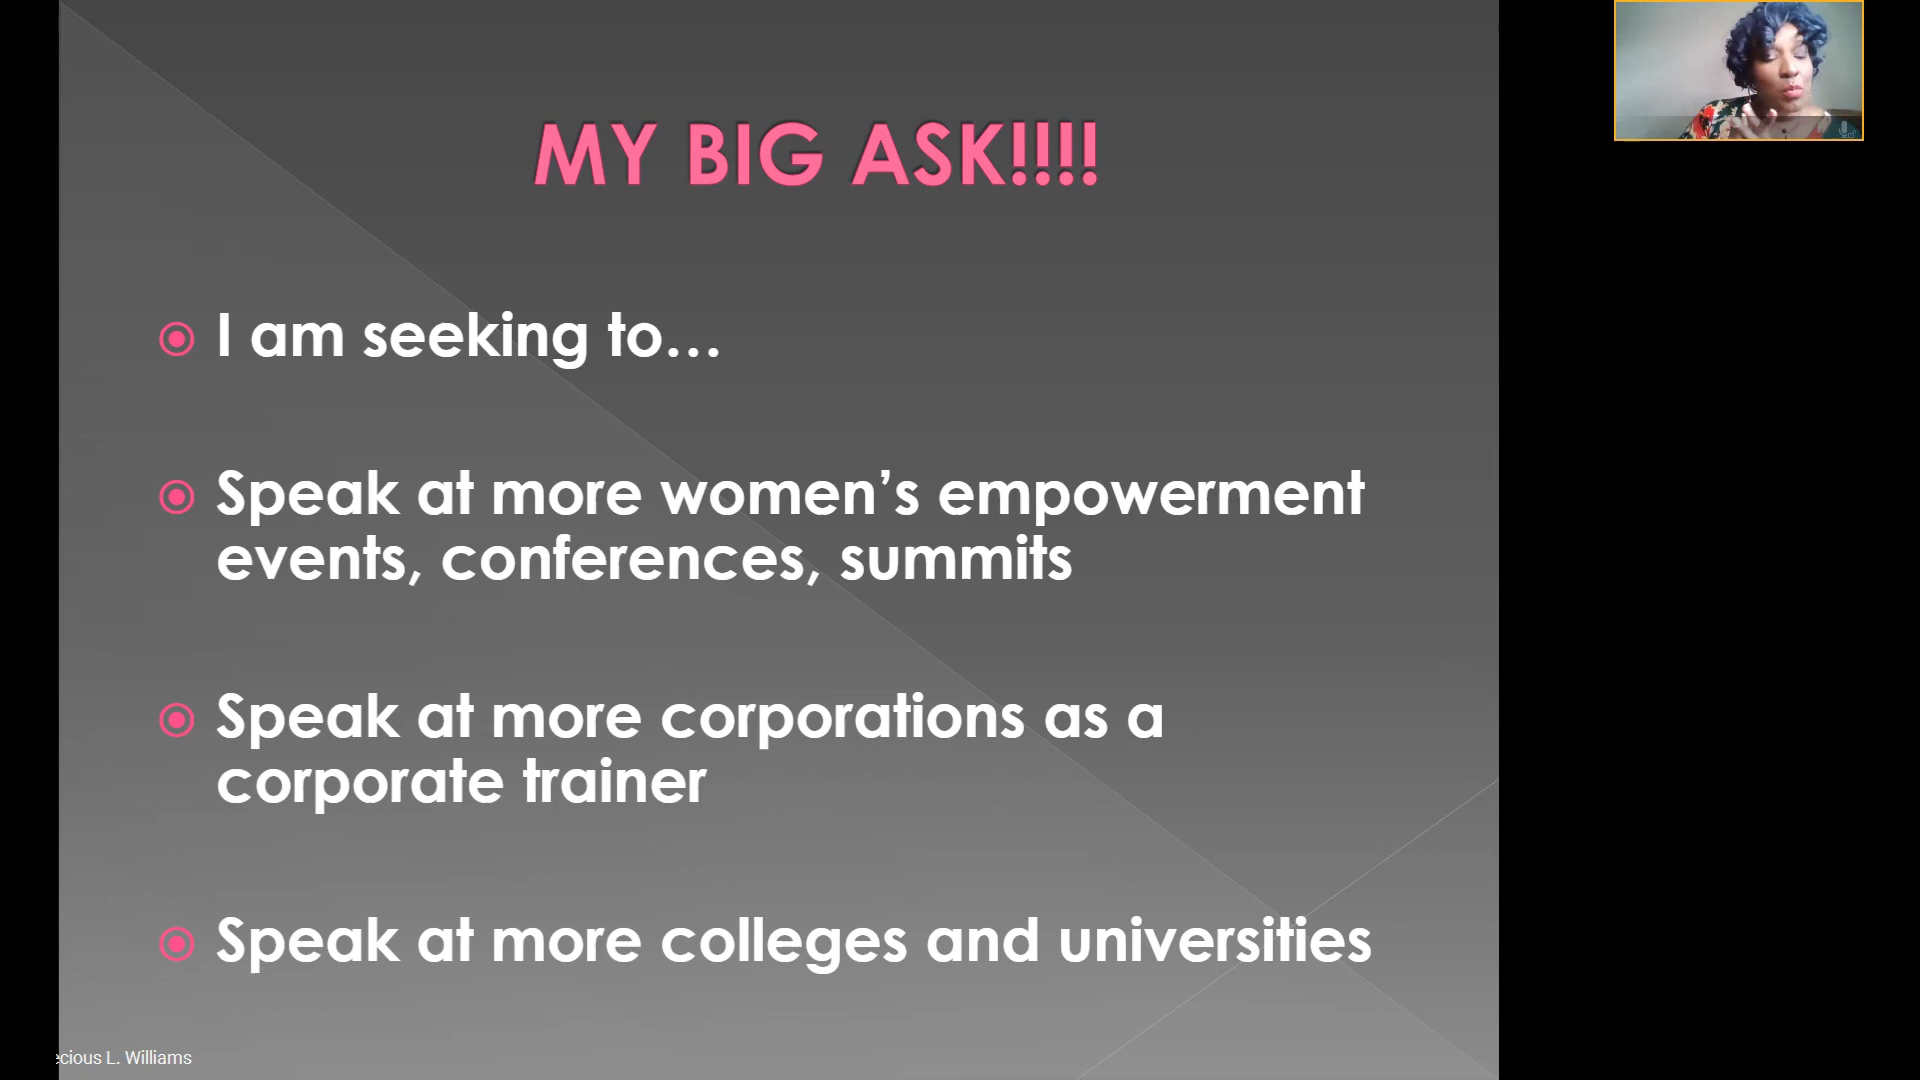 MY BIG ASK!!!!
I am seeking to…
Speak at more women’s empowerment
events, conferences, summits
Speak at more corporations as a
corporate trainer
Speak at more colleges and universities
ecious L. Williams